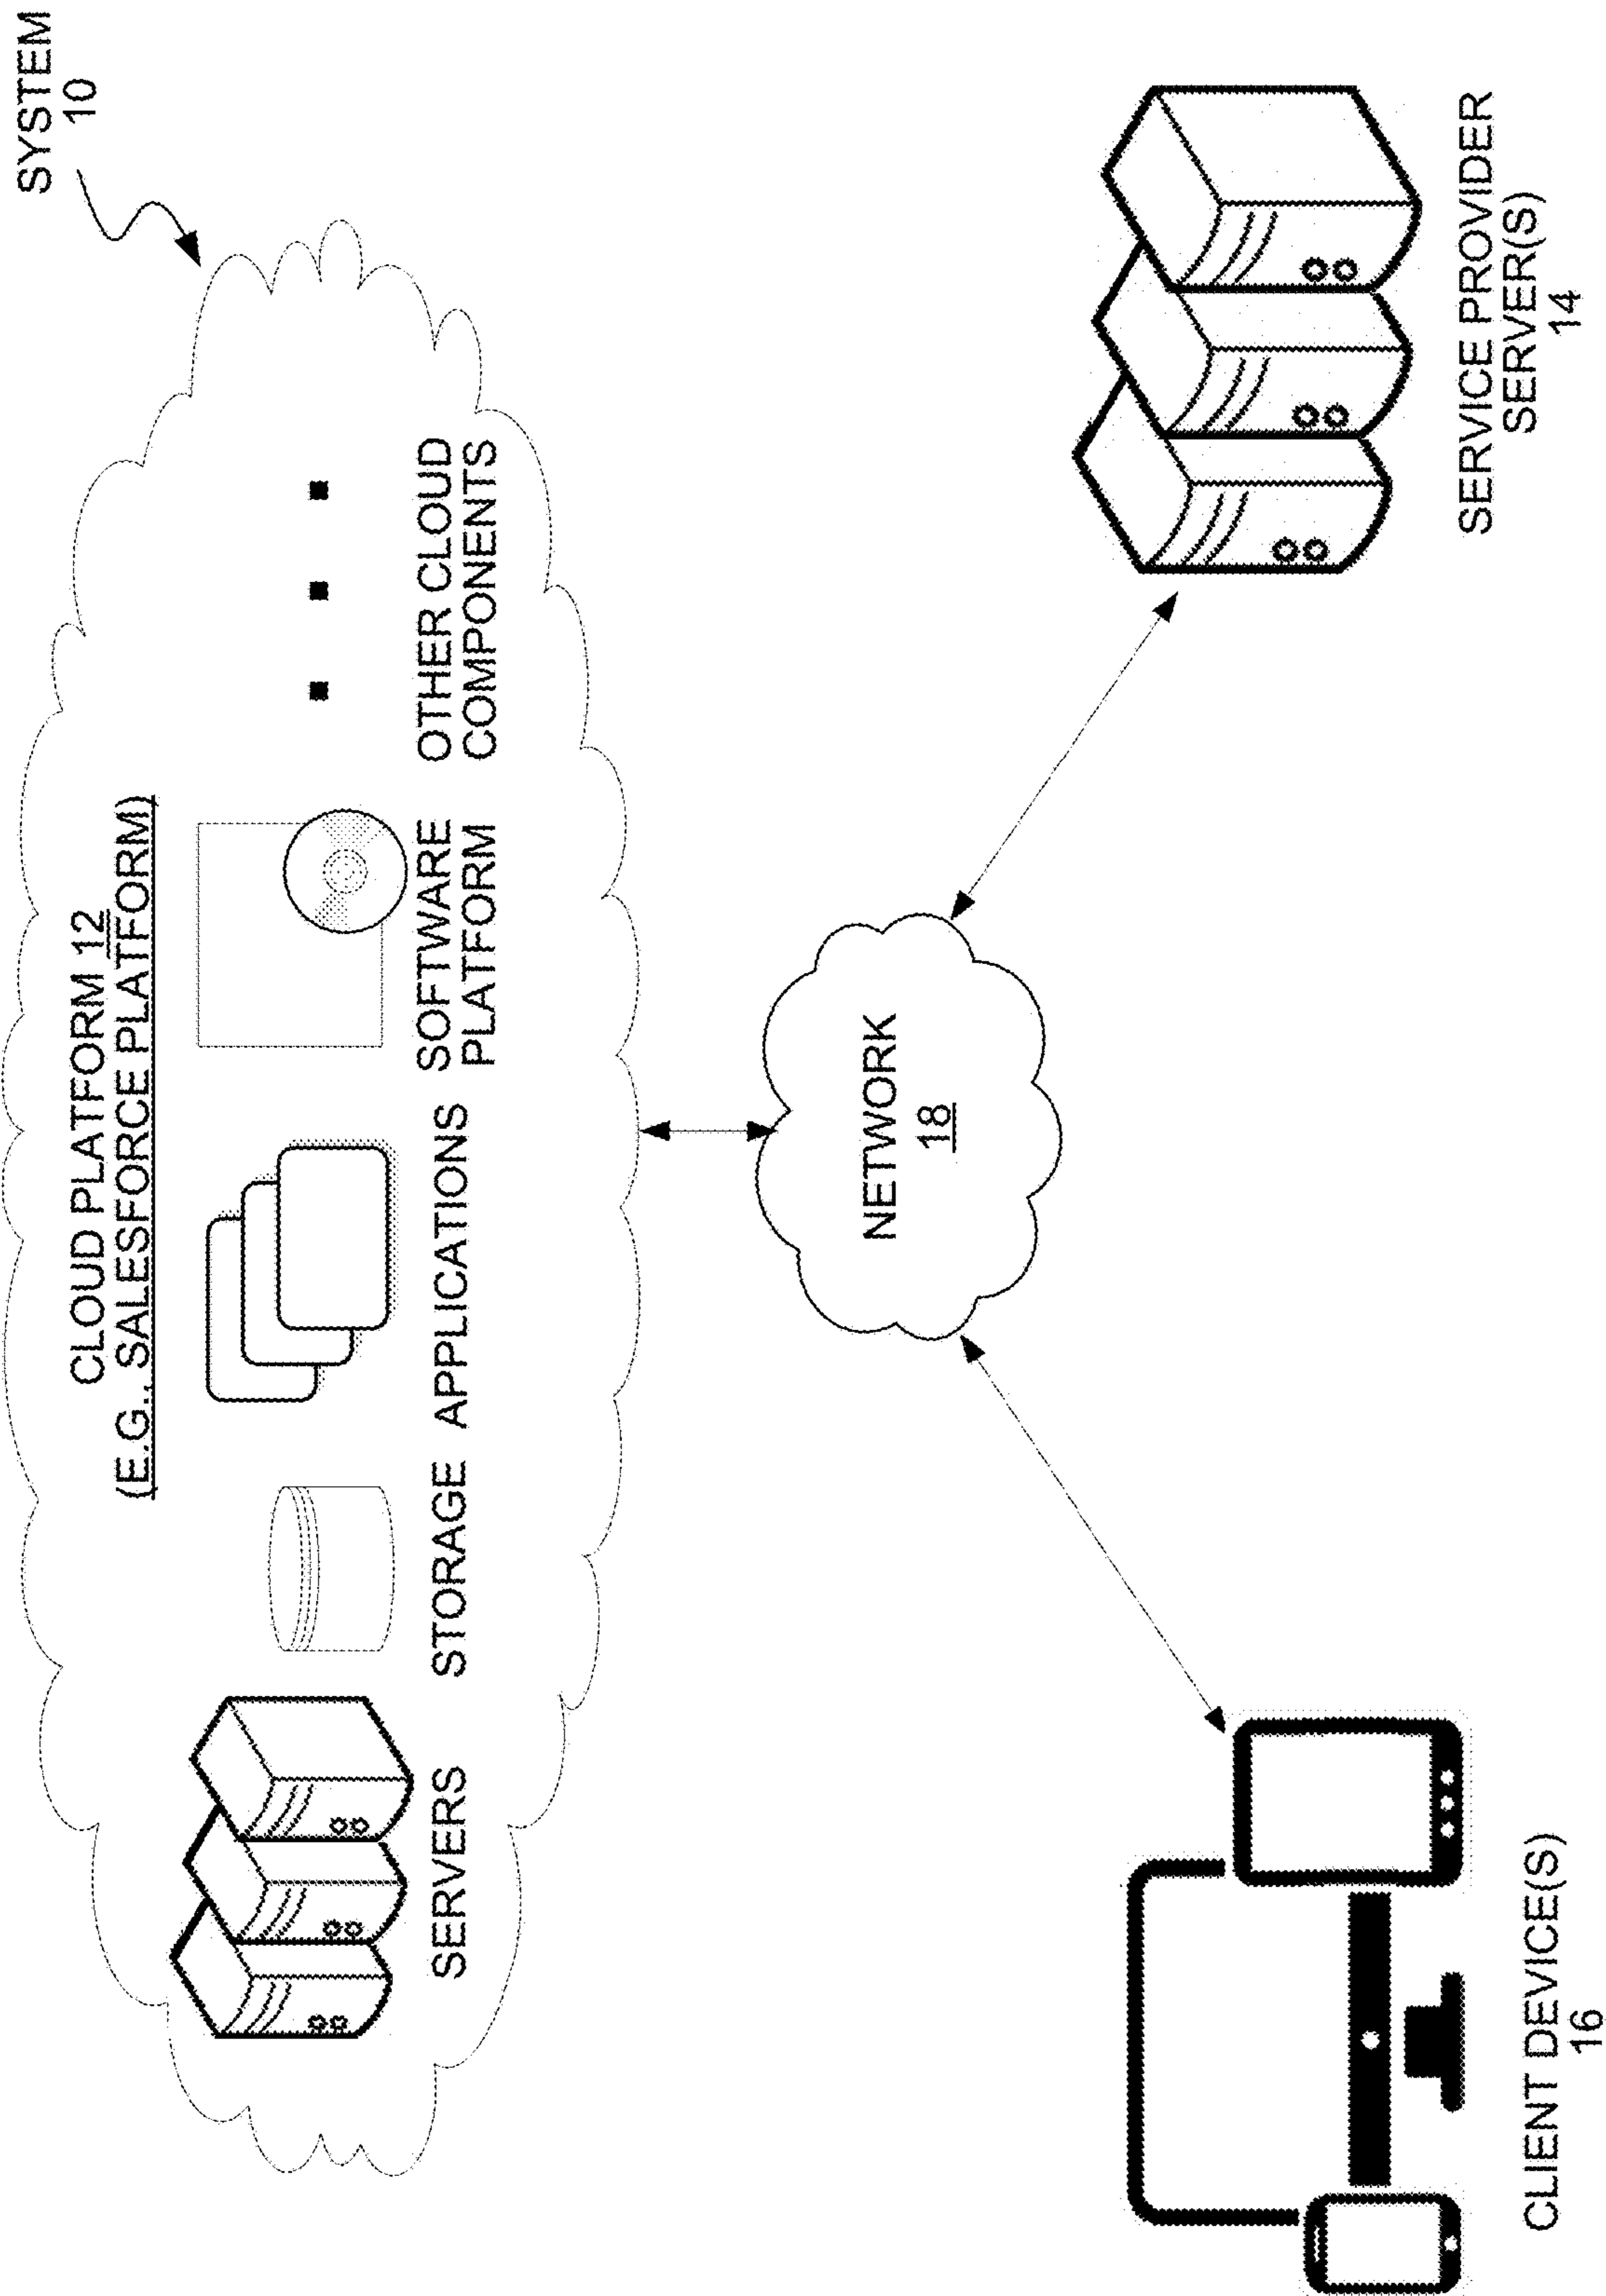 SYSTEM
10
CLOUD PLATFORM 12
(E.G., SALESFORCE PLATFORM)
SERVERS
STORAGE
APPLICATIONS
SOFTWARE
PLATFORM
OTHER CLOUD
COMPONENTS
NETWORK
18
CLIENT DEVICE(S)
16
SERVICE PROVIDER
SERVER(S)
14